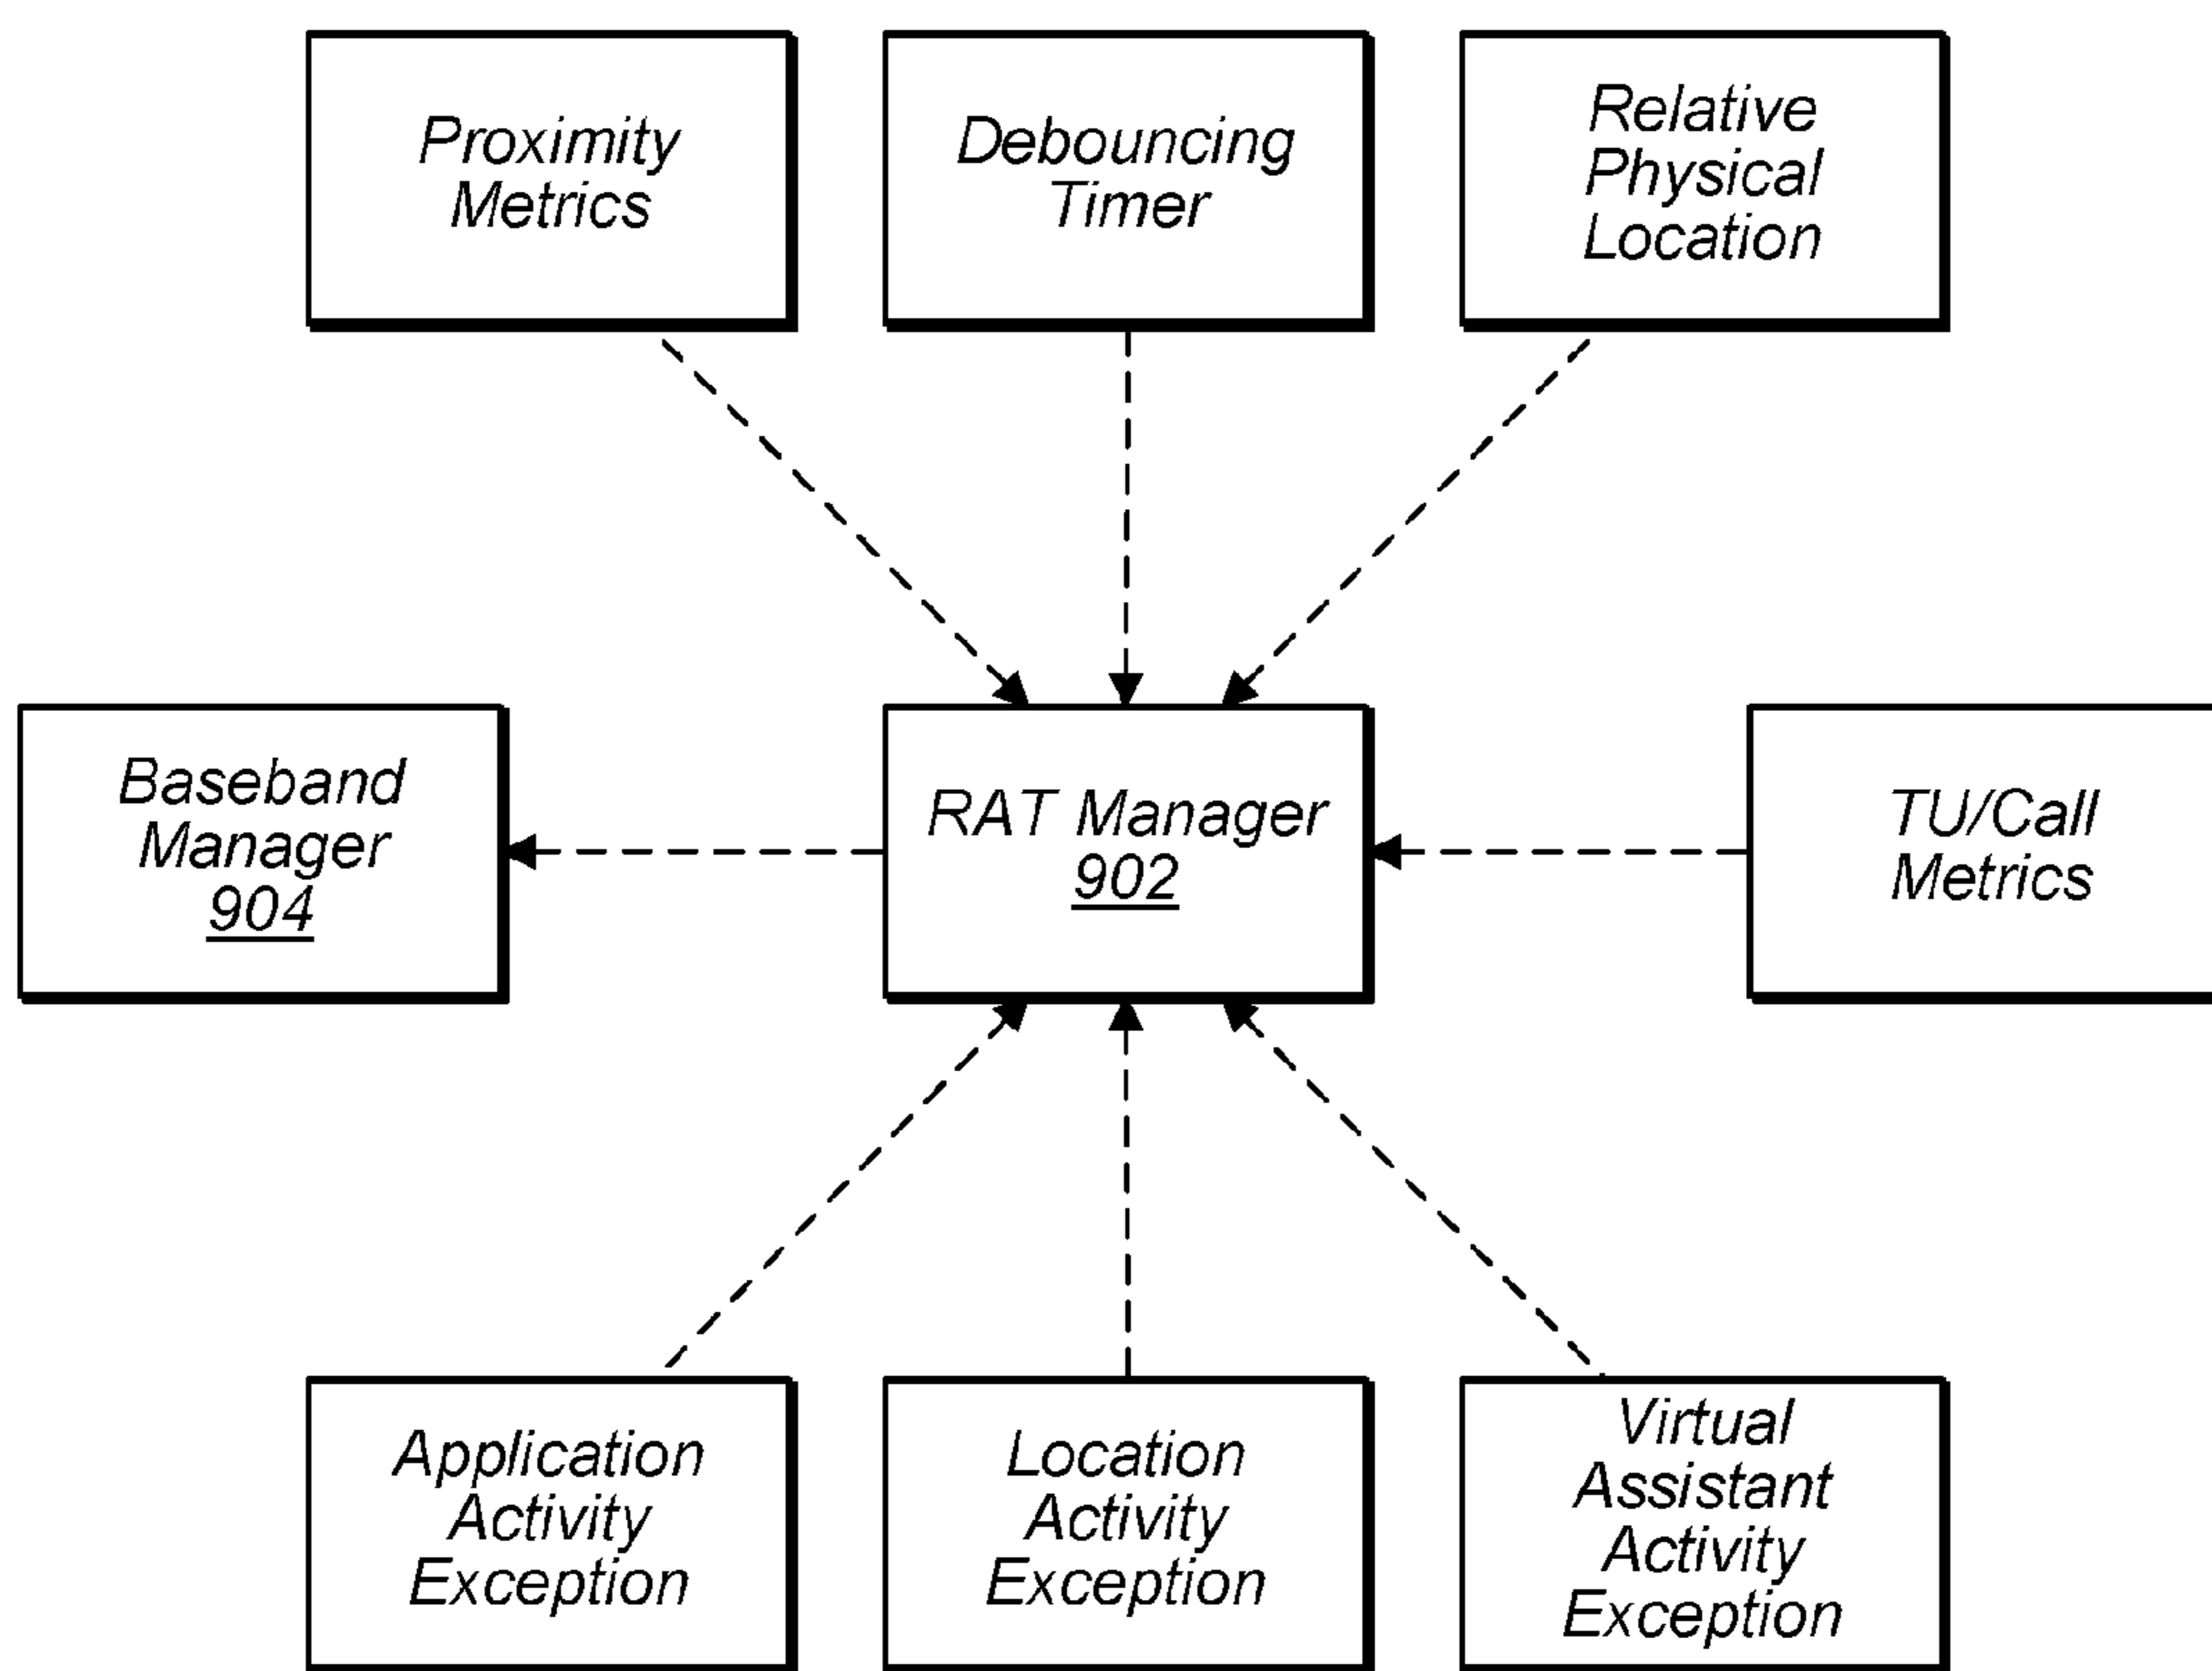 Proximity
Metrics
Debouncing
Timer
Relative
Physical
Location
Baseband
Manager
904
RAT Manager
902
TU/Call
Metrics
Application
Activity
Exception
Location
Activity
Exception
Virtual
Assistant
Activity
Exception